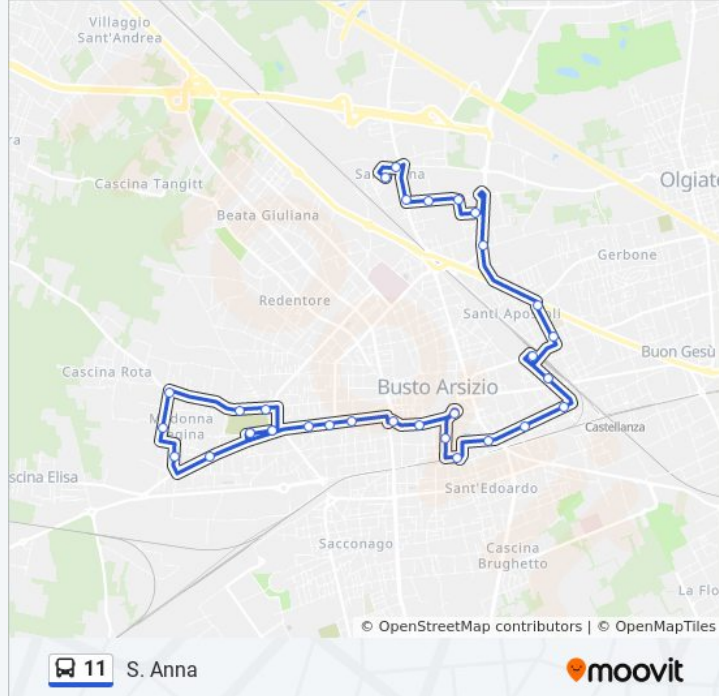 Villaggio
Sant'Andrea
Cascina Tangitt
Beata Giuliana
Olgiate
Gerbone
Redentore
Santi Apostoli
Buon Gesù
Cascina Rota
Busto Arsizio
Castellanza
scina Elisa
Sant'Edoardo
Sacconago
Cascina
Brughetto
La Flo
© OpenStreetMap contributors | © OpenMapTiles
11 S. Anna
moovit